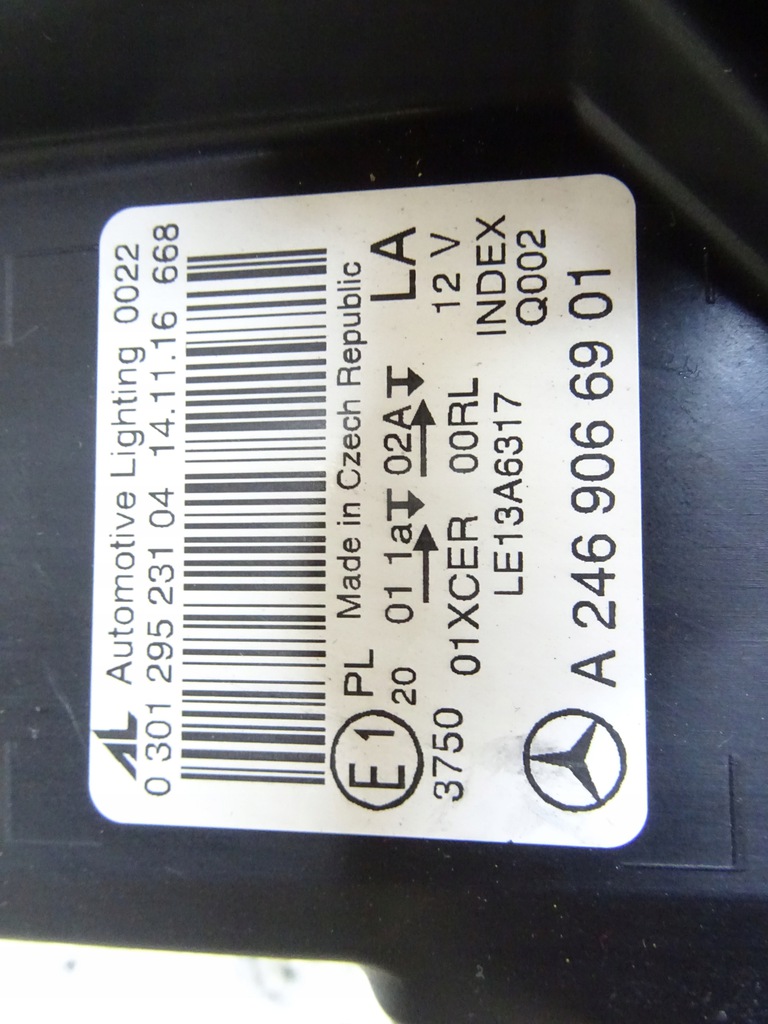 AL Automotive Lighting 0022
0 301 295 231 04 14.11.16 668
Made in Czech Republic
E1 PL
20 01 1a 02A LA
3750 01XCER 00RL 12 V
LE13A6317 INDEX
Q002
A 246 906 69 01